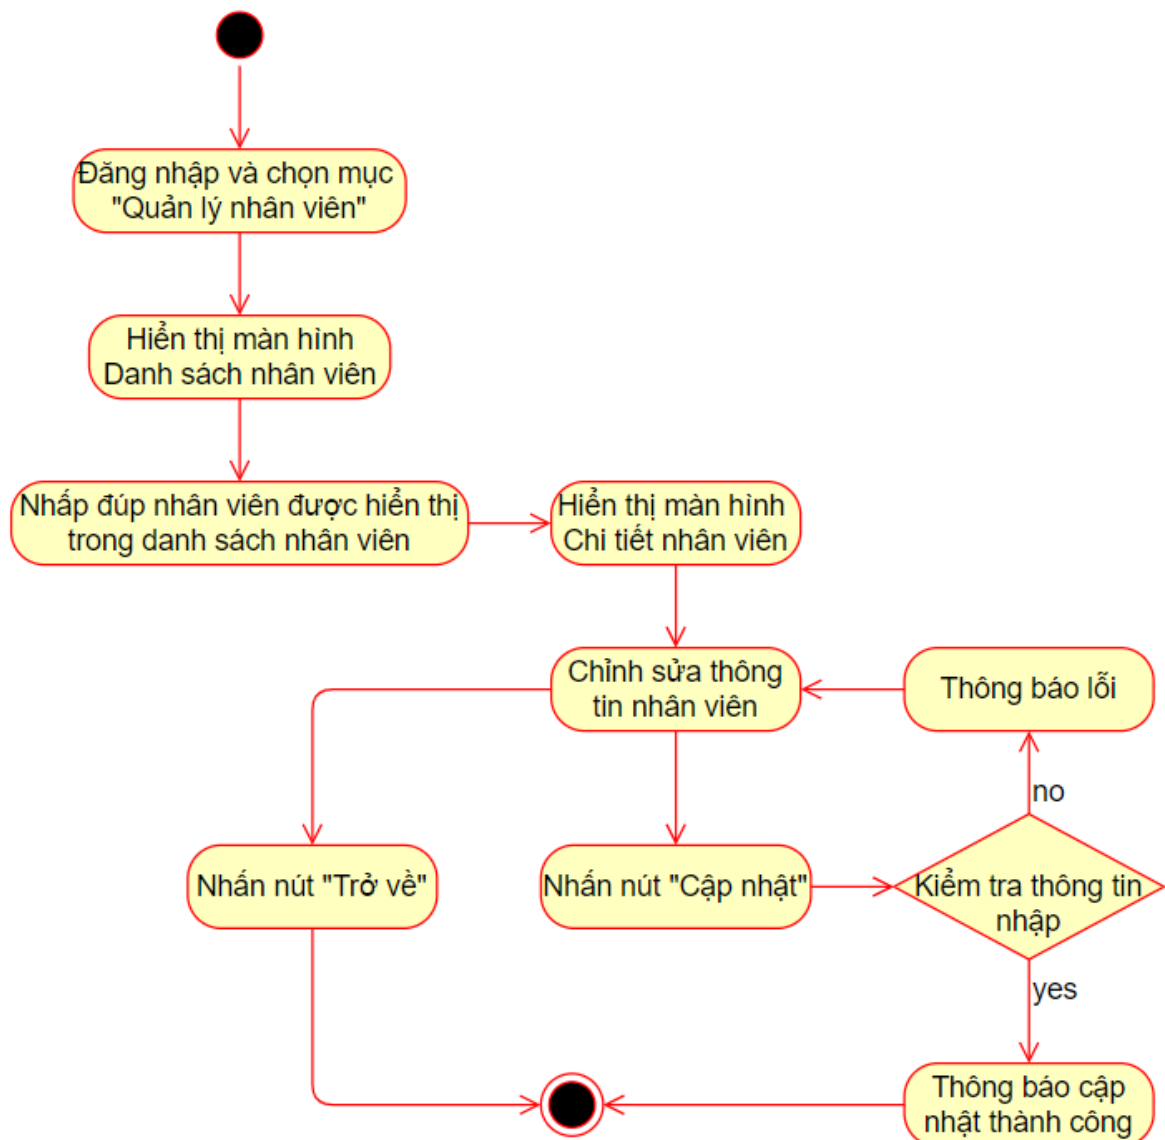 Đăng nhập và chọn mục
"Quản lý nhân viên"
Hiển thị màn hình
Danh sách nhân viên
Nhấp đúp nhân viên được hiển thị
trong danh sách nhân viên
Hiển thị màn hình
Chi tiết nhân viên
Chỉnh sửa thông
tin nhân viên
Thông báo lỗi
no
Nhấn nút "Trở về"
Nhấn nút "Cập nhật"
Kiểm tra thông tin
nhập
yes
Thông báo cập
nhật thành công